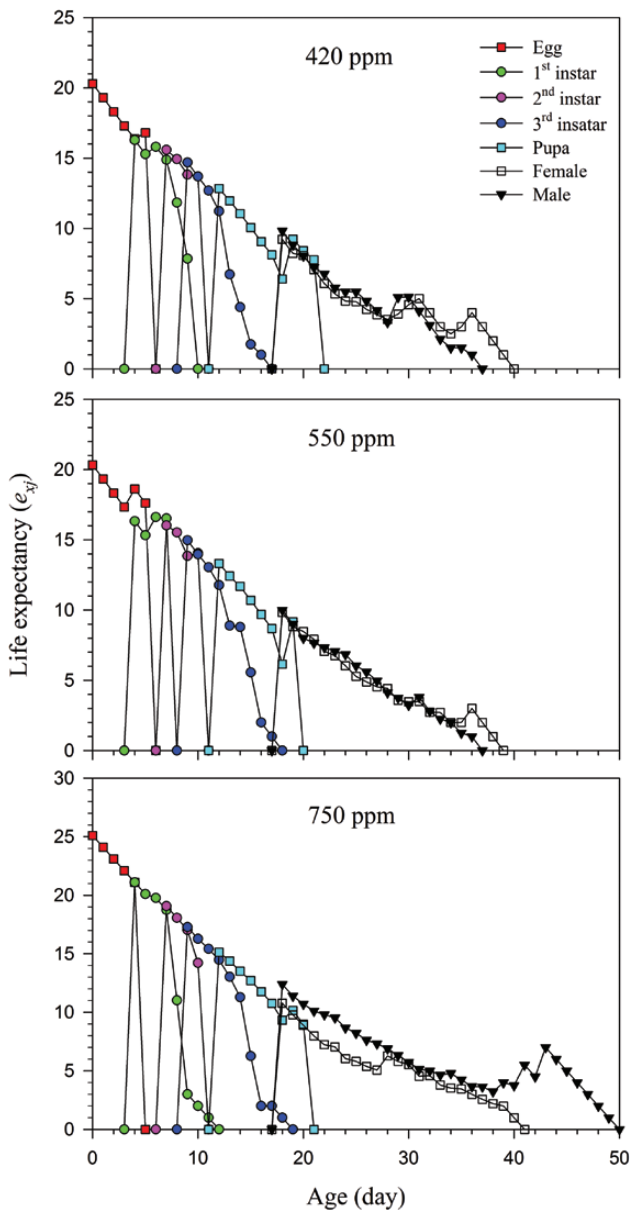 25
420 ppm
Egg
20
1st instar
2nd instar
3rd insatar
15
Pupa
Female
Male
10
5
0
25
550 ppm
20
15
10
5
0
Life expectancy (exj)
30
750 ppm
25
20
15
10
5
0
0 10 20 30 40 50
Age (day)